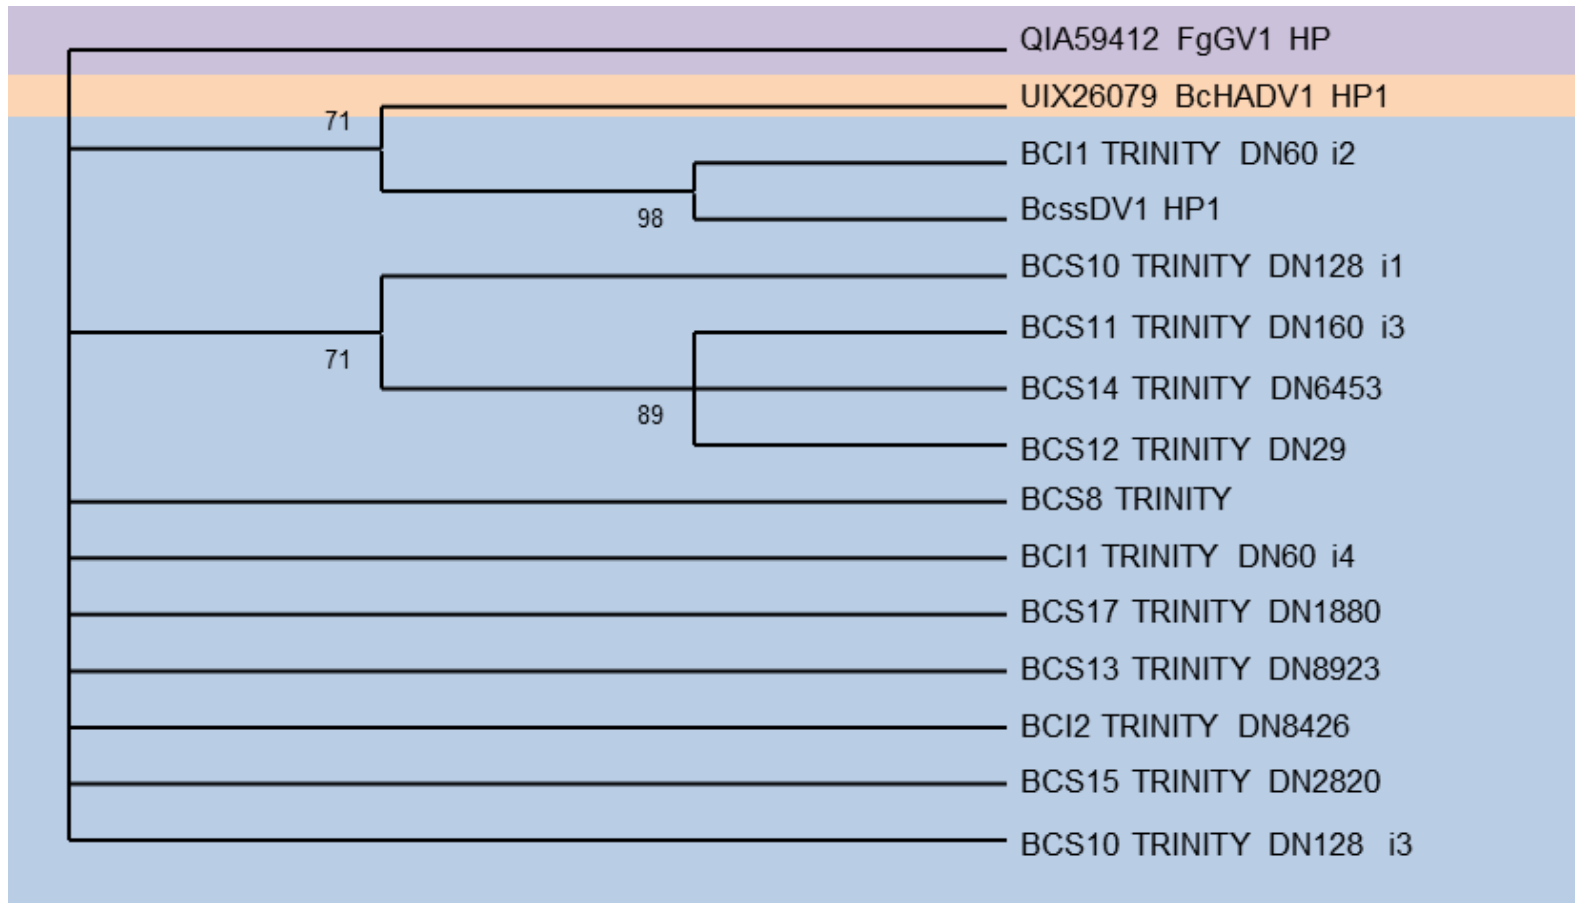 QIA59412 FgGV1 HP
UIX26079 BcHADV1 HP1
71
BCI1 TRINITY DN60 i2
BcssDV1 HP1
98
BCS10 TRINITY DN128 i1
BCS11 TRINITY DN160 i3
71
BCS14 TRINITY DN6453
89
BCS12 TRINITY DN29
BCS8 TRINITY
BCI1 TRINITY DN60 i4
BCS17 TRINITY DN1880
BCS13 TRINITY DN8923
BCI2 TRINITY DN8426
BCS15 TRINITY DN2820
BCS10 TRINITY DN128 i3